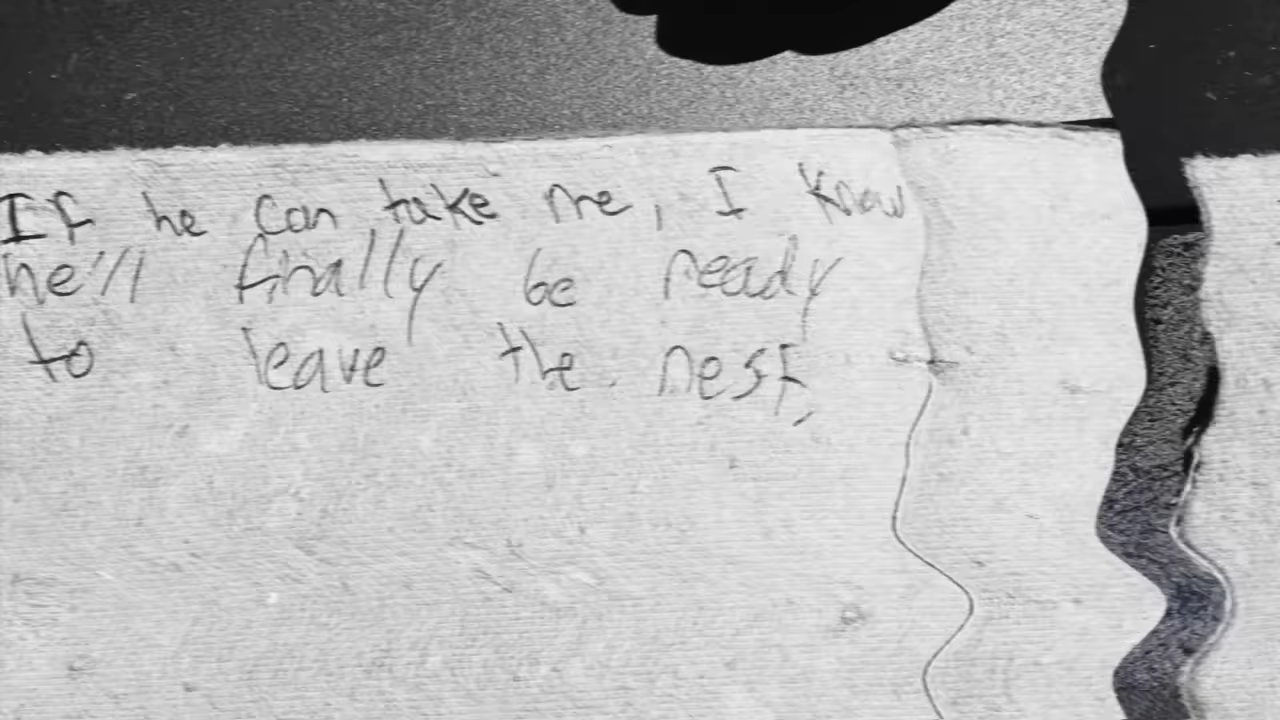 If he can take me, I know
he'll finally be ready
to leave the nest,